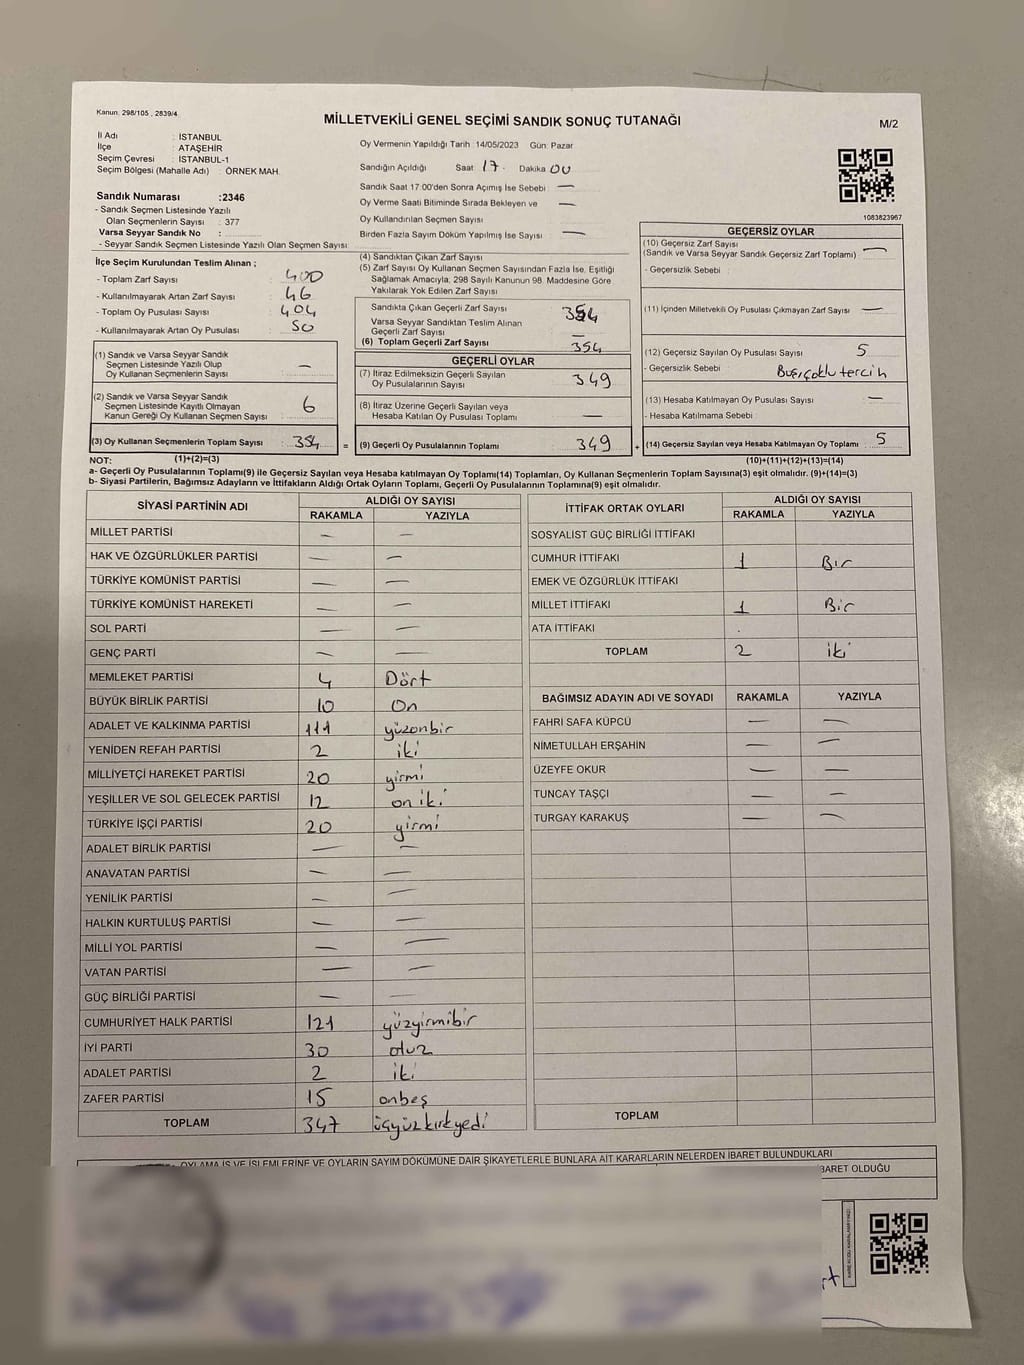 Kanun: 298/105 , 2839/4
MİLLETVEKİLİ GENEL SEÇİMİ SANDIK SONUÇ TUTANAĞI
M/2
İl Adı : İSTANBUL
İlçe : ATAŞEHİR
Seçim Çevresi : İSTANBUL-1
Seçim Bölgesi (Mahalle Adı) : ÖRNEK MAH.
Sandık Numarası :2346
- Sandık Seçmen Listesinde Yazılı
Olan Seçmenlerin Sayısı : 377
Varsa Seyyar Sandık No :
- Seyyar Sandık Seçmen Listesinde Yazılı Olan Seçmen Sayısı:
Oy Vermenin Yapıldığı Tarih : 14/05/2023 Gün: Pazar
Sandığın Açıldığı Saat 17 Dakika 00
Sandık Saat 17:00'den Sonra Açımış İse Sebebi —
Oy Verme Saati Bitiminde Sırada Bekleyen ve —
Oy Kullandırılan Seçmen Sayısı
Birden Fazla Sayım Döküm Yapılmış İse Sayısı —
1083823967
İlçe Seçim Kurulundan Teslim Alınan ;
- Toplam Zarf Sayısı : 400
- Kullanılmayarak Artan Zarf Sayısı : 46
- Toplam Oy Pusulası Sayısı : 404
- Kullanılmayarak Artan Oy Pusulası : 50
(1) Sandık ve Varsa Seyyar Sandık
Seçmen Listesinde Yazılı Olup
Oy Kullanan Seçmenlerin Sayısı : —
(2) Sandık ve Varsa Seyyar Sandık
Seçmen Listesinde Kayıtlı Olmayan
Kanun Gereği Oy Kullanan Seçmen Sayısı : 6
(3) Oy Kullanan Seçmenlerin Toplam Sayısı : 354 =
(4) Sandıktan Çıkan Zarf Sayısı
(5) Zarf Sayısı Oy Kullanan Seçmen Sayısından Fazla İse, Eşitliği
Sağlamak Amacıyla, 298 Sayılı Kanunun 98. Maddesine Göre
Yakılarak Yok Edilen Zarf Sayısı
Sandıkta Çıkan Geçerli Zarf Sayısı 354
Varsa Seyyar Sandıktan Teslim Alınan
Geçerli Zarf Sayısı —
(6) Toplam Geçerli Zarf Sayısı 354
GEÇERLİ OYLAR
(7) İtiraz Edilmeksizin Geçerli Sayılan
Oy Pusulalarının Sayısı 349
(8) İtiraz Üzerine Geçerli Sayılan veya
Hesaba Katılan Oy Pusulası Toplamı —
(9) Geçerli Oy Pusulalarının Toplamı 349 +
GEÇERSİZ OYLAR
(10) Geçersiz Zarf Sayısı
(Sandık ve Varsa Seyyar Sandık Geçersiz Zarf Toplamı) : —
- Geçersizlik Sebebi :
(11) İçinden Milletvekili Oy Pusulası Çıkmayan Zarf Sayısı —
(12) Geçersiz Sayılan Oy Pusulası Sayısı : 5
- Geçersizlik Sebebi :
(13) Hesaba Katılmayan Oy Pusulası Sayısı : —
- Hesaba Katılmama Sebebi :
(14) Geçersiz Sayılan veya Hesaba Katılmayan Oy Toplamı : 5
NOT: (1)+(2)=(3)
(10)+(11)+(12)+(13)=(14)
a- Geçerli Oy Pusulalarının Toplamı(9) ile Geçersiz Sayılan veya Hesaba katılmayan Oy Toplamı(14) Toplamları, Oy Kullanan Seçmenlerin Toplam Sayısına(3) eşit olmalıdır. (9)+(14)=(3)
b- Siyasi Partilerin, Bağımsız Adayların ve İttifakların Aldığı Ortak Oyların Toplamı, Geçerli Oy Pusulalarının Toplamına(9) eşit olmalıdır.
SİYASİ PARTİNİN ADI ALDIĞI OY SAYISI
RAKAMLA YAZIYLA
MİLLET PARTİSİ — —
HAK VE ÖZGÜRLÜKLER PARTİSİ — —
TÜRKİYE KOMÜNİST PARTİSİ — —
TÜRKİYE KOMÜNİST HAREKETİ — —
SOL PARTİ — —
GENÇ PARTİ — —
MEMLEKET PARTİSİ 4 Dört
BÜYÜK BİRLİK PARTİSİ 10 On
ADALET VE KALKINMA PARTİSİ 111 yüzonbir
YENİDEN REFAH PARTİSİ 2 iki
MİLLİYETÇİ HAREKET PARTİSİ 20 yirmi
YEŞİLLER VE SOL GELECEK PARTİSİ 12 on iki
TÜRKİYE İŞÇİ PARTİSİ 20 yirmi
ADALET BİRLİK PARTİSİ — —
ANAVATAN PARTİSİ — —
YENİLİK PARTİSİ — —
HALKIN KURTULUŞ PARTİSİ — —
MİLLİ YOL PARTİSİ — —
VATAN PARTİSİ — —
GÜÇ BİRLİĞİ PARTİSİ — —
CUMHURİYET HALK PARTİSİ 121 yüzyirmibir
İYİ PARTİ 30 otuz
ADALET PARTİSİ 2 iki
ZAFER PARTİSİ 15 onbeş
TOPLAM 347 üçyüzkırkyedi
İTTİFAK ORTAK OYLARI ALDIĞI OY SAYISI
RAKAMLA YAZIYLA
SOSYALİST GÜÇ BİRLİĞİ İTTİFAKI
CUMHUR İTTİFAKI 1 Bir
EMEK VE ÖZGÜRLÜK İTTİFAKI
MİLLET İTTİFAKI 1 Bir
ATA İTTİFAKI
TOPLAM 2 iki
BAĞIMSIZ ADAYIN ADI VE SOYADI RAKAMLA YAZIYLA
FAHRİ SAFA KÜPCÜ — —
NİMETULLAH ERŞAHİN — —
ÜZEYFE OKUR — —
TUNCAY TAŞÇI — —
TURGAY KARAKUŞ — —
TOPLAM
OYLAMA İŞ VE İŞLEMLERİNE VE OYLARIN SAYIM DÖKÜMÜNE DAİR ŞİKAYETLERLE BUNLARA AİT KARARLARIN NELERDEN İBARET BULUNDUKLARI
BARET OLDUĞU